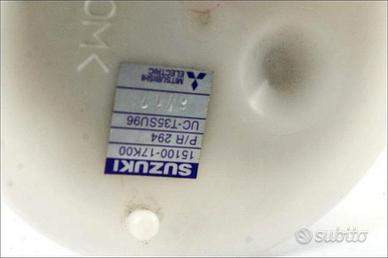 SUZUKI
15100-17K00
P/R 294
UC-T35SU96
MITSUBISHI
ELECTRIC
subito